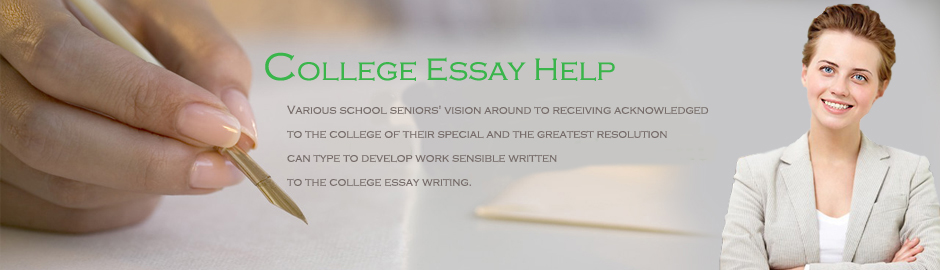 College Essay Help
Various school seniors' vision around to receiving acknowledged
to the college of their special and the greatest resolution
can type to develop work sensible written
to the college essay writing.